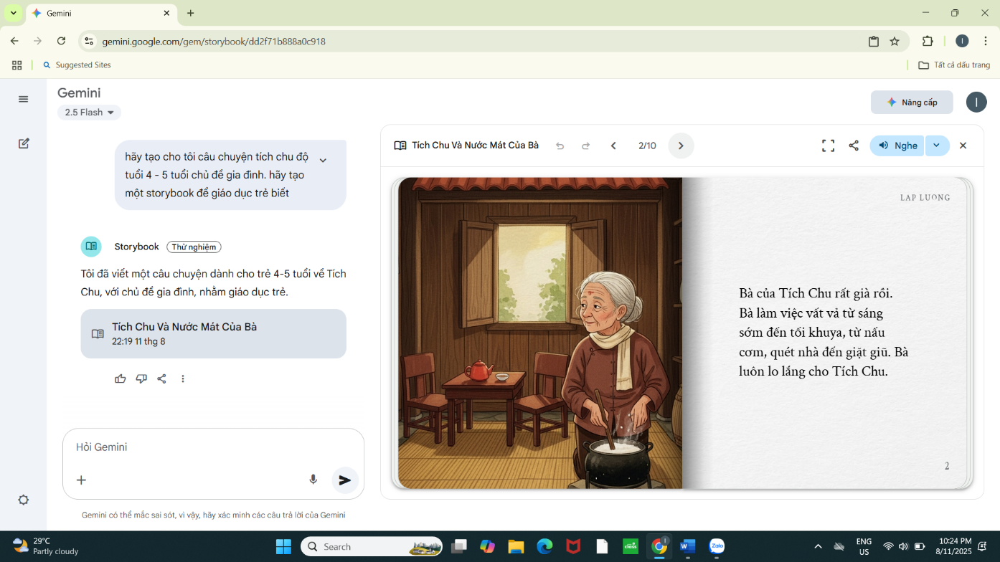 Gemini
gemini.google.com/gem/storybook/dd2f71b888a0c918
I
Suggested Sites
Tất cả dấu trang
Gemini
2.5 Flash
Nâng cấp
I
hãy tạo cho tôi câu chuyện tích chu độ
tuổi 4 - 5 tuổi chủ đề gia đình. hãy tạo
một storybook để giáo dục trẻ biết
Storybook
Thử nghiệm
Tôi đã viết một câu chuyện dành cho trẻ 4-5 tuổi về Tích
Chu, với chủ đề gia đình, nhằm giáo dục trẻ.
Tích Chu Và Nước Mát Của Bà
22:19 11 thg 8
Hỏi Gemini
Gemini có thể mắc sai sót, vì vậy, hãy xác minh các câu trả lời của Gemini
Tích Chu Và Nước Mát Của Bà
2/10
Nghe
LAP LUONG
Bà của Tích Chu rất già rồi.
Bà làm việc vất vả từ sáng
sớm đến tối khuya, từ nấu
cơm, quét nhà đến giặt giũ. Bà
luôn lo lắng cho Tích Chu.
2
29°C
Partly cloudy
Search
class
W
Zalo
ENG
US
10:24 PM
8/11/2025